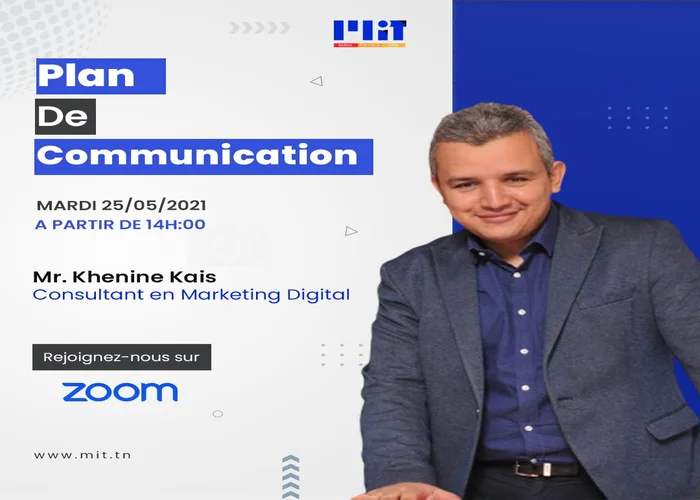 MiT
Plan
De
Communication
MARDI 25/05/2021
A PARTIR DE 14H:00
Mr. Khenine Kais
Consultant en Marketing Digital
Rejoignez-nous sur
zoom
www.mit.tn